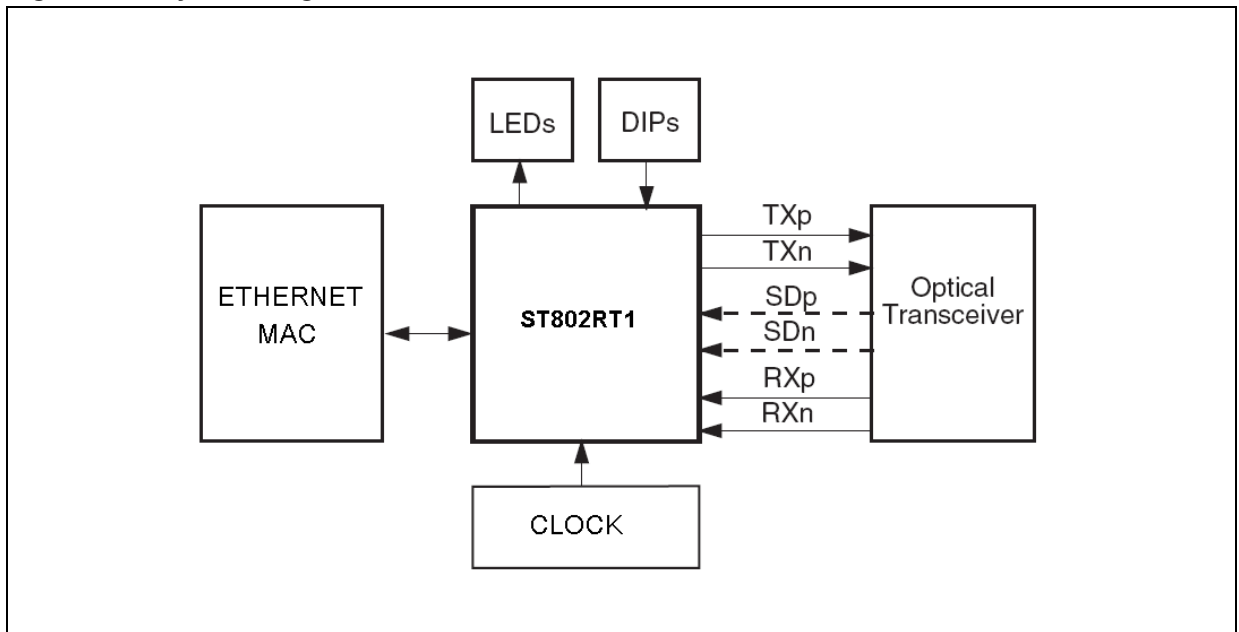 LEDs
DIPs
ETHERNET
MAC
ST802RT1
TXp
TXn
SDp
SDn
RXp
RXn
Optical
Transceiver
CLOCK